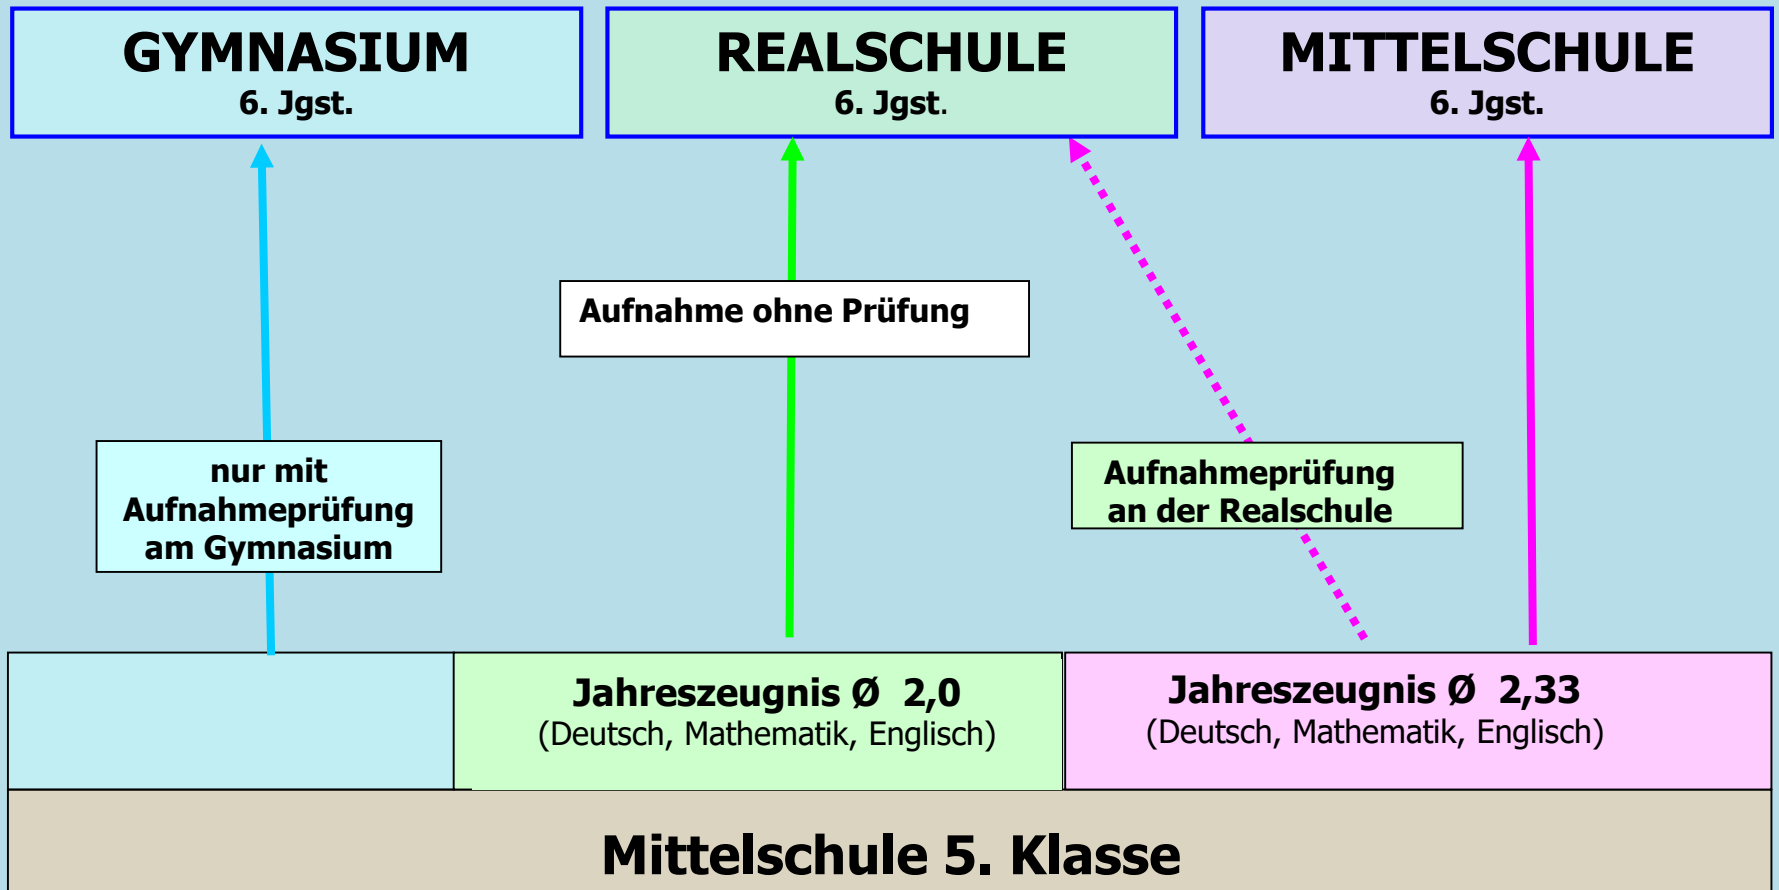 GYMNASIUM
6. Jgst.
REALSCHULE
6. Jgst.
MITTELSCHULE
6. Jgst.
Aufnahme ohne Prüfung
nur mit
Aufnahmeprüfung
am Gymnasium
Aufnahmeprüfung
an der Realschule
Jahreszeugnis Ø 2,0
(Deutsch, Mathematik, Englisch)
Jahreszeugnis Ø 2,33
(Deutsch, Mathematik, Englisch)
Mittelschule 5. Klasse